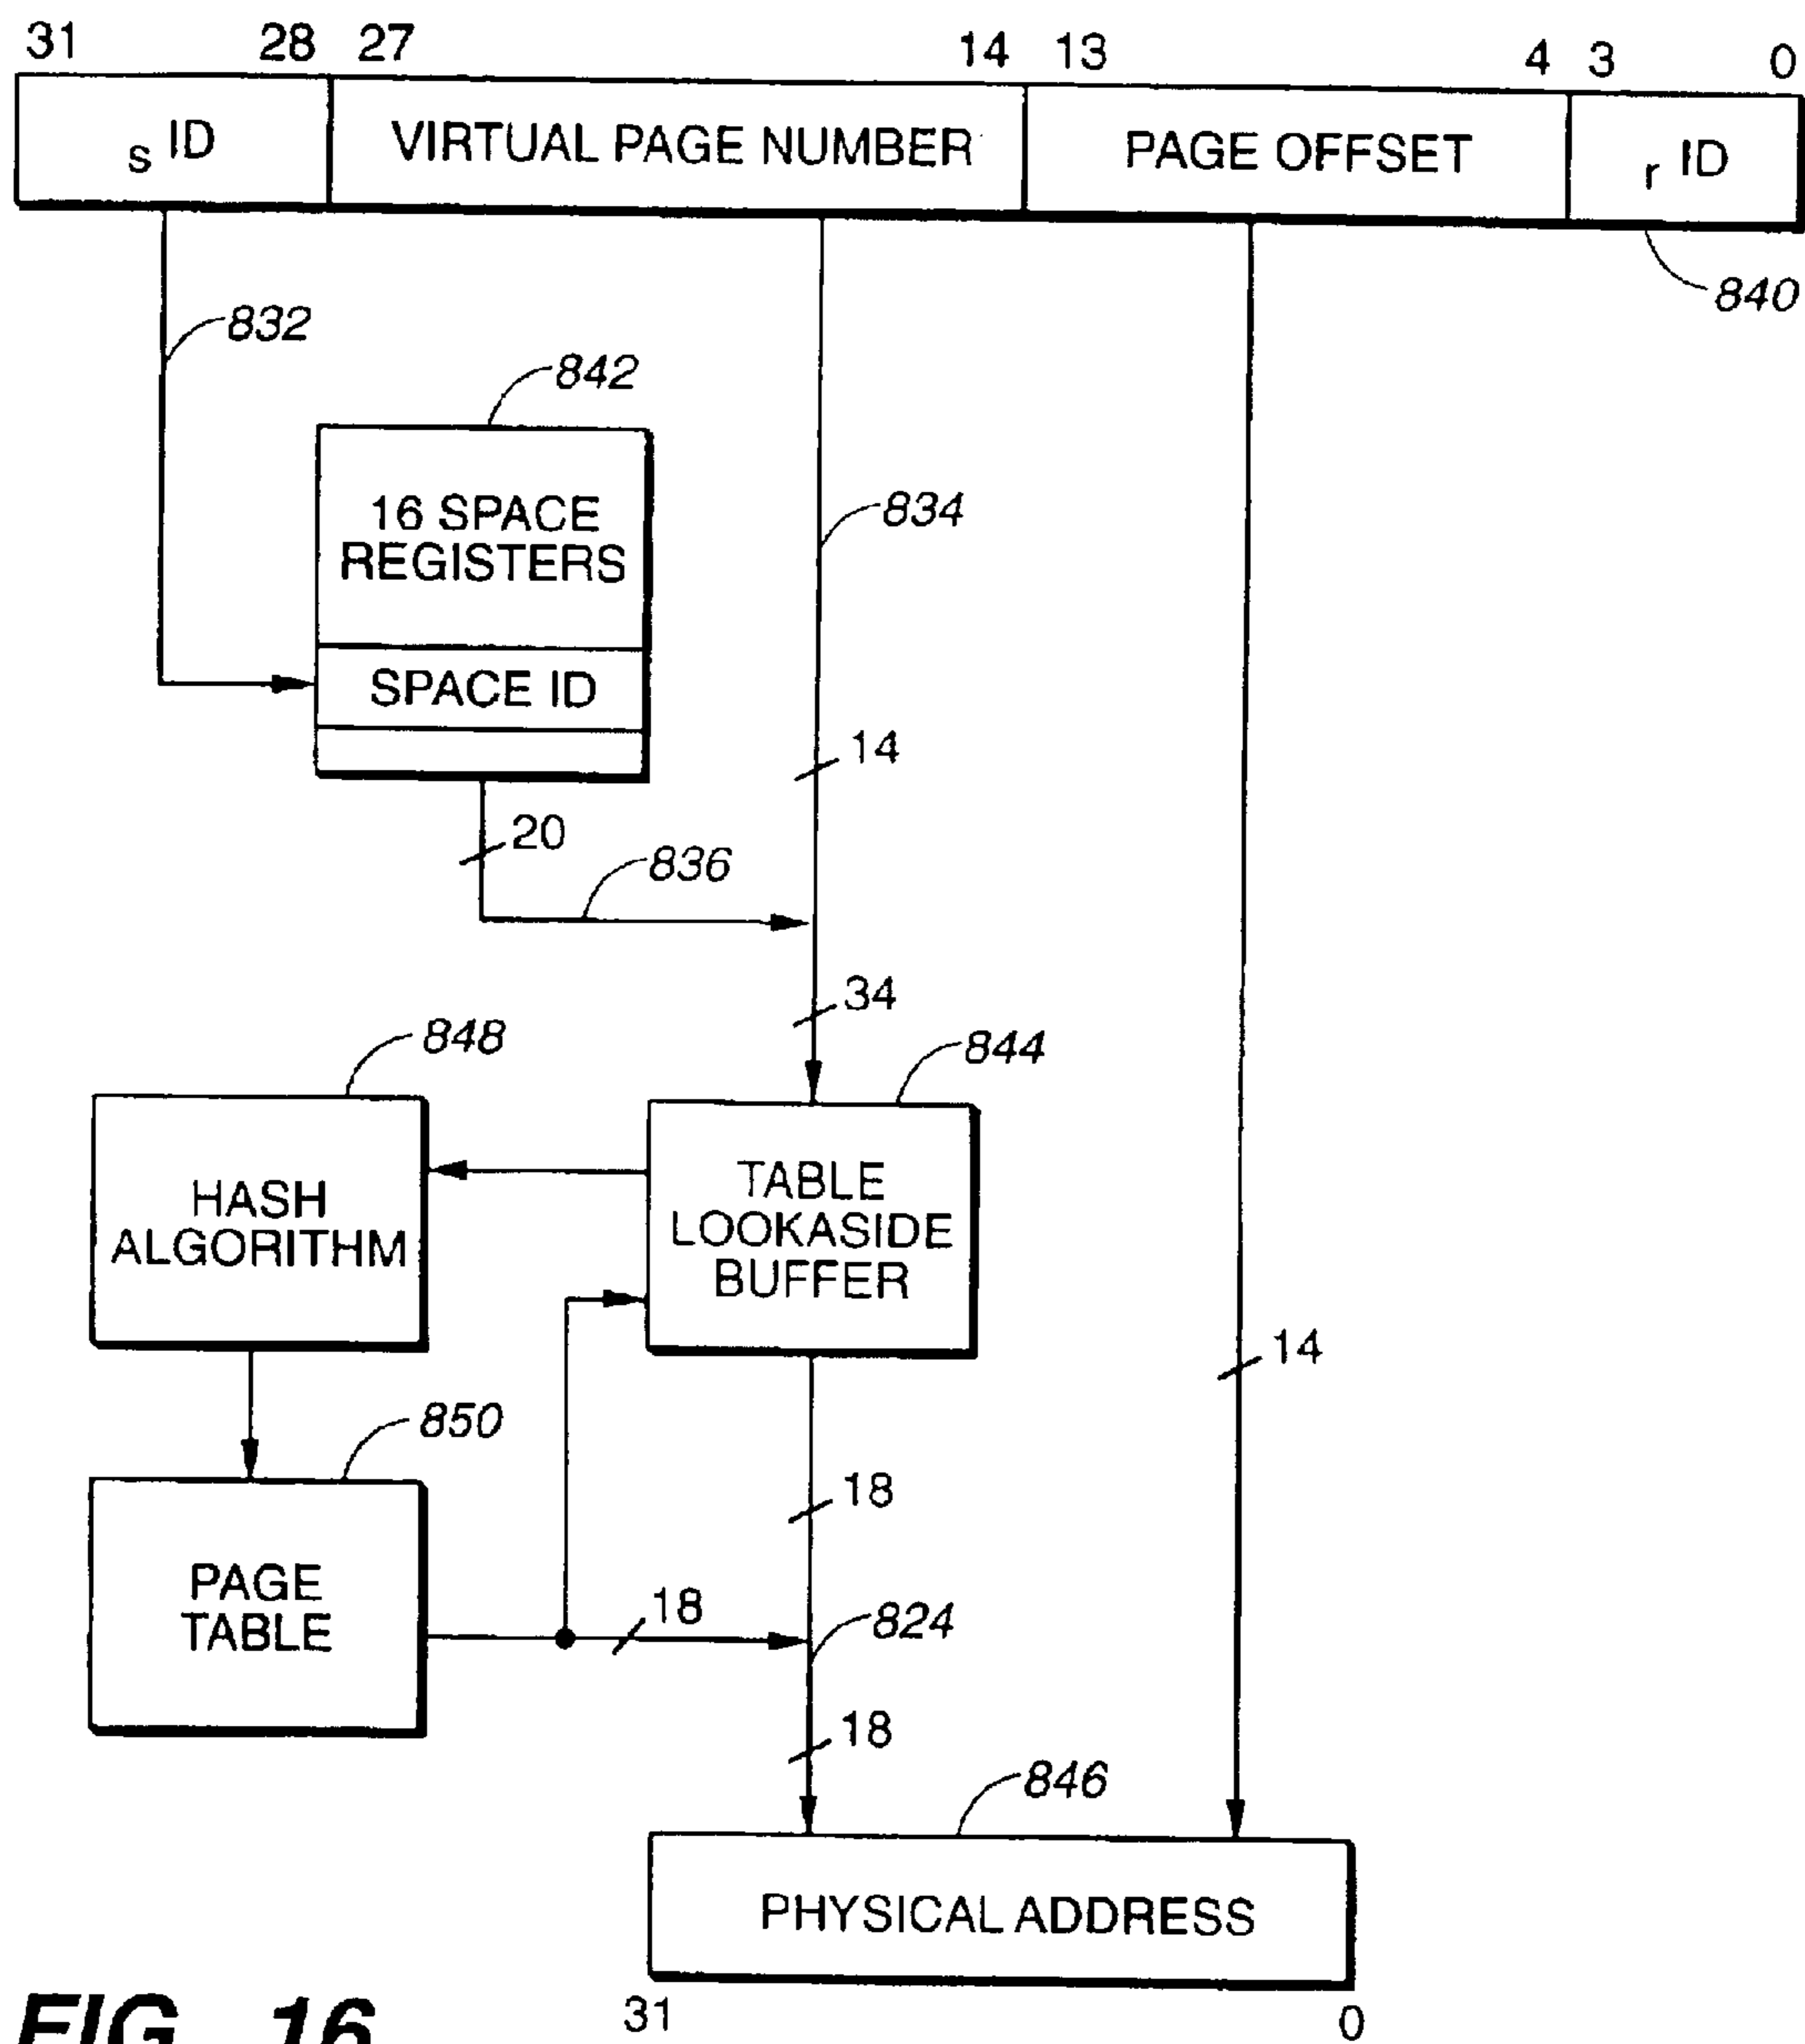 31 28 27 14 13 4 3 0
s ID VIRTUAL PAGE NUMBER PAGE OFFSET r ID
840
832
842
16 SPACE
REGISTERS
834
SPACE ID
14
20
836
34
848
844
HASH
ALGORITHM
TABLE
LOOKASIDE
BUFFER
14
850
18
PAGE
TABLE
18
824
18
846
PHYSICAL ADDRESS
31 0
FIG. 16